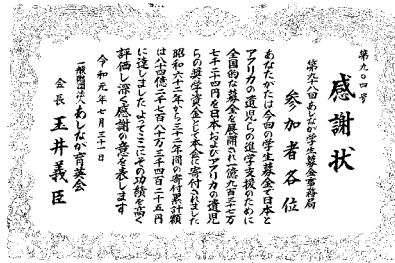 第九〇四号
感謝状
第九十八回 あしなが学生募金事務局
参加者各位
あなたがたは今回の学生募金で日本と
アフリカの遺児らの進学支援のために
全国的な募金を展開され一億九百三十七万
七千二十四円を日本およびアフリカの遺児
らの奨学資金として本会に寄付されました
昭和六十二年から三十二年間の寄付累計額
は八十四億二千七百八十万三千四百二十五円
に達しましたよってここにその功績を高く
評価し深く感謝の意を表します
令和元年七月三十一日
一般財団法人 あしなが育英会
会長 玉井義臣